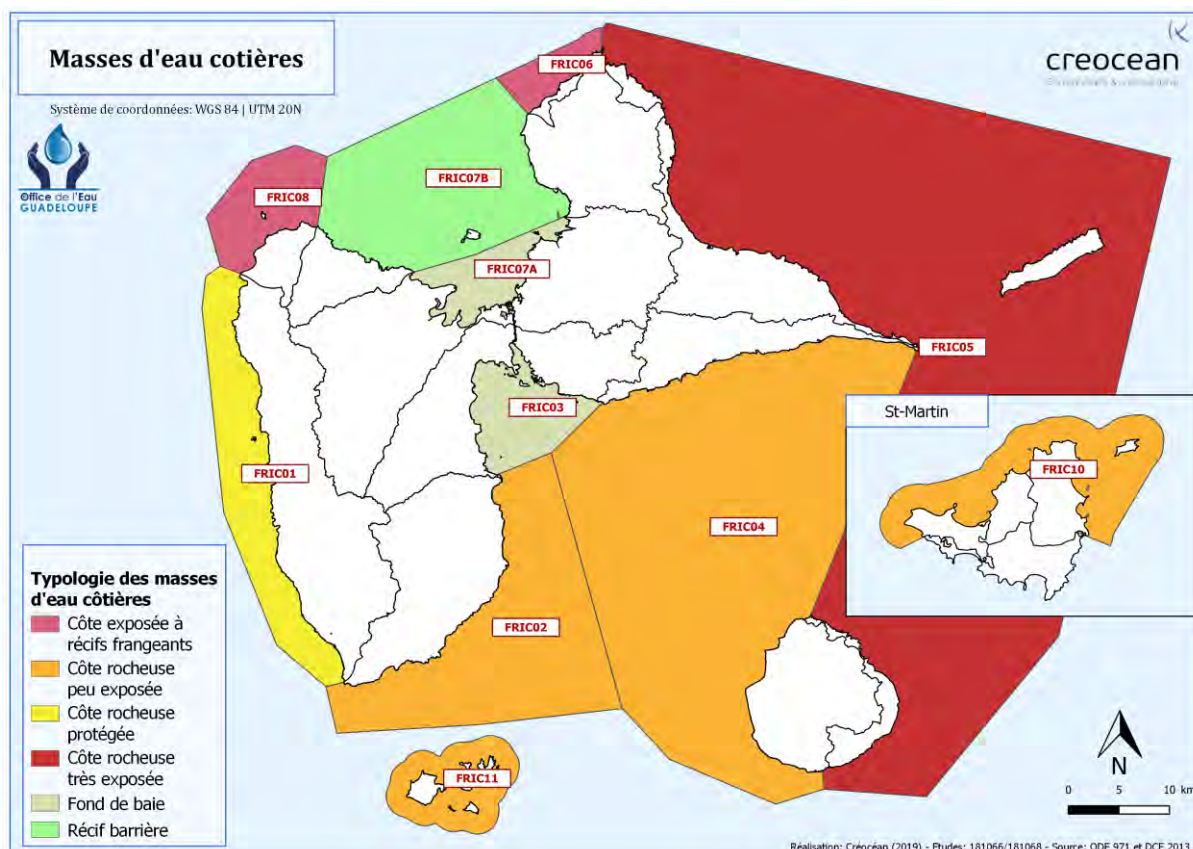 Masses d'eau cotières
Système de coordonnées: WGS 84 | UTM 20N
Office de l'Eau
GUADELOUPE
creocean
FRIC06
FRIC07B
FRIC08
FRIC07A
FRIC05
FRIC03
St-Martin
FRIC10
FRIC01
FRIC04
FRIC02
FRIC11
Typologie des masses
d'eau côtières
Côte exposée à
récifs frangeants
Côte rocheuse
peu exposée
Côte rocheuse
protégée
Côte rocheuse
très exposée
Fond de baie
Récif barrière
N
0 5 10 km
Réalisation: Créocéan (2019) - Etudes: 181066/181068 - Source: ODE 971 et DCE 2013